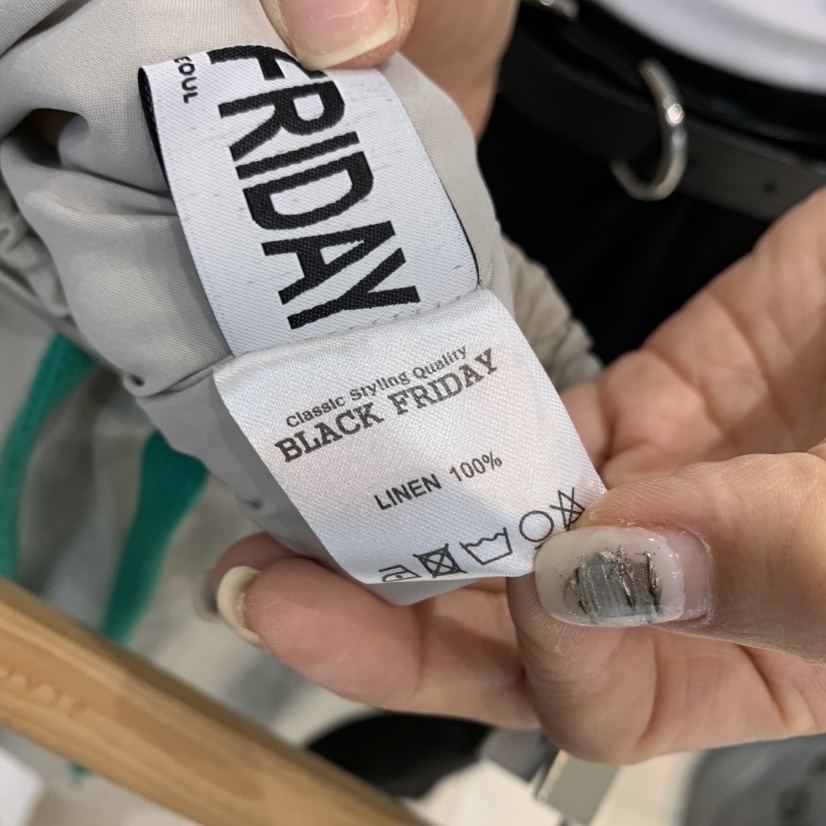 FRIDAY
Classic Styling Quality
BLACK FRIDAY
LINEN 100%